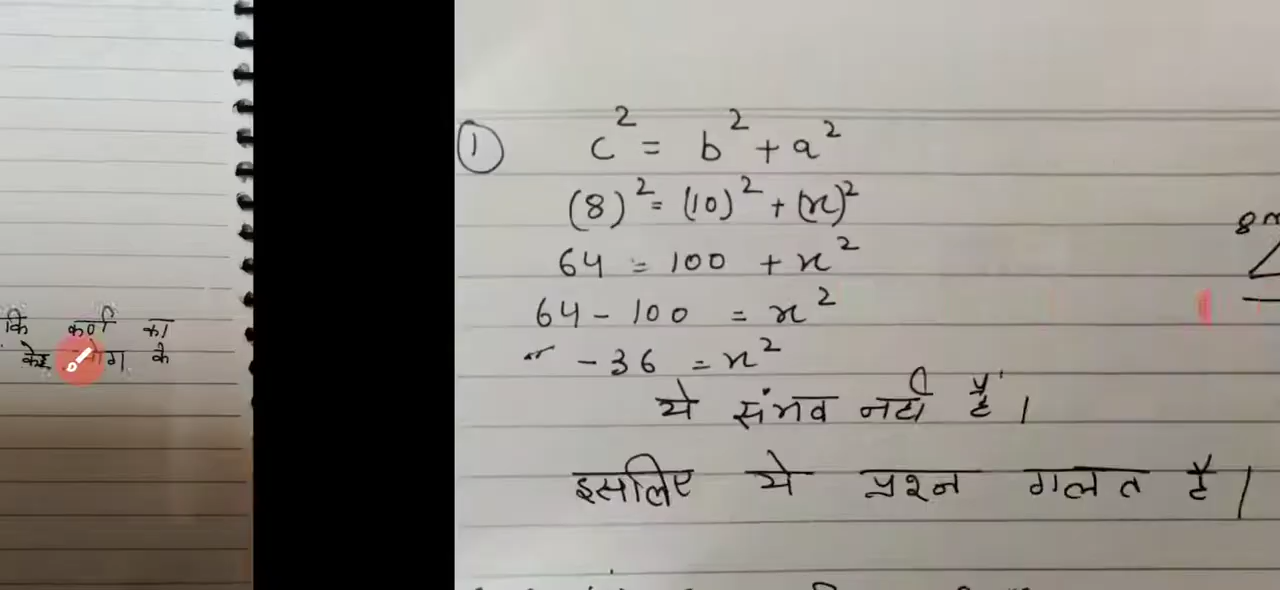 कि कर्ण का
के
①
c² = b² + a²
(8)² = (10)² + (x)²
64 = 100 + x²
64 - 100 = x²
- 36 = x²
ये संभव नहीं है।
इसलिए ये प्रश्न गलत है।
8m